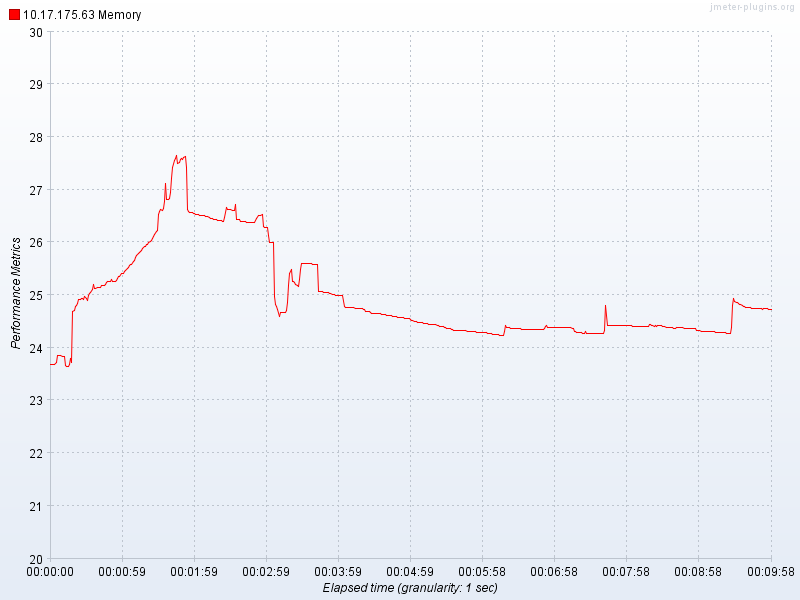 jmeter-plugins.org
10.17.175.63 Memory
30
29
28
27
26
25
24
23
22
21
20
Performance Metrics
00:00:00 00:00:59 00:01:59 00:02:59 00:03:59 00:04:59 00:05:58 00:06:58 00:07:58 00:08:58 00:09:58
Elapsed time (granularity: 1 sec)